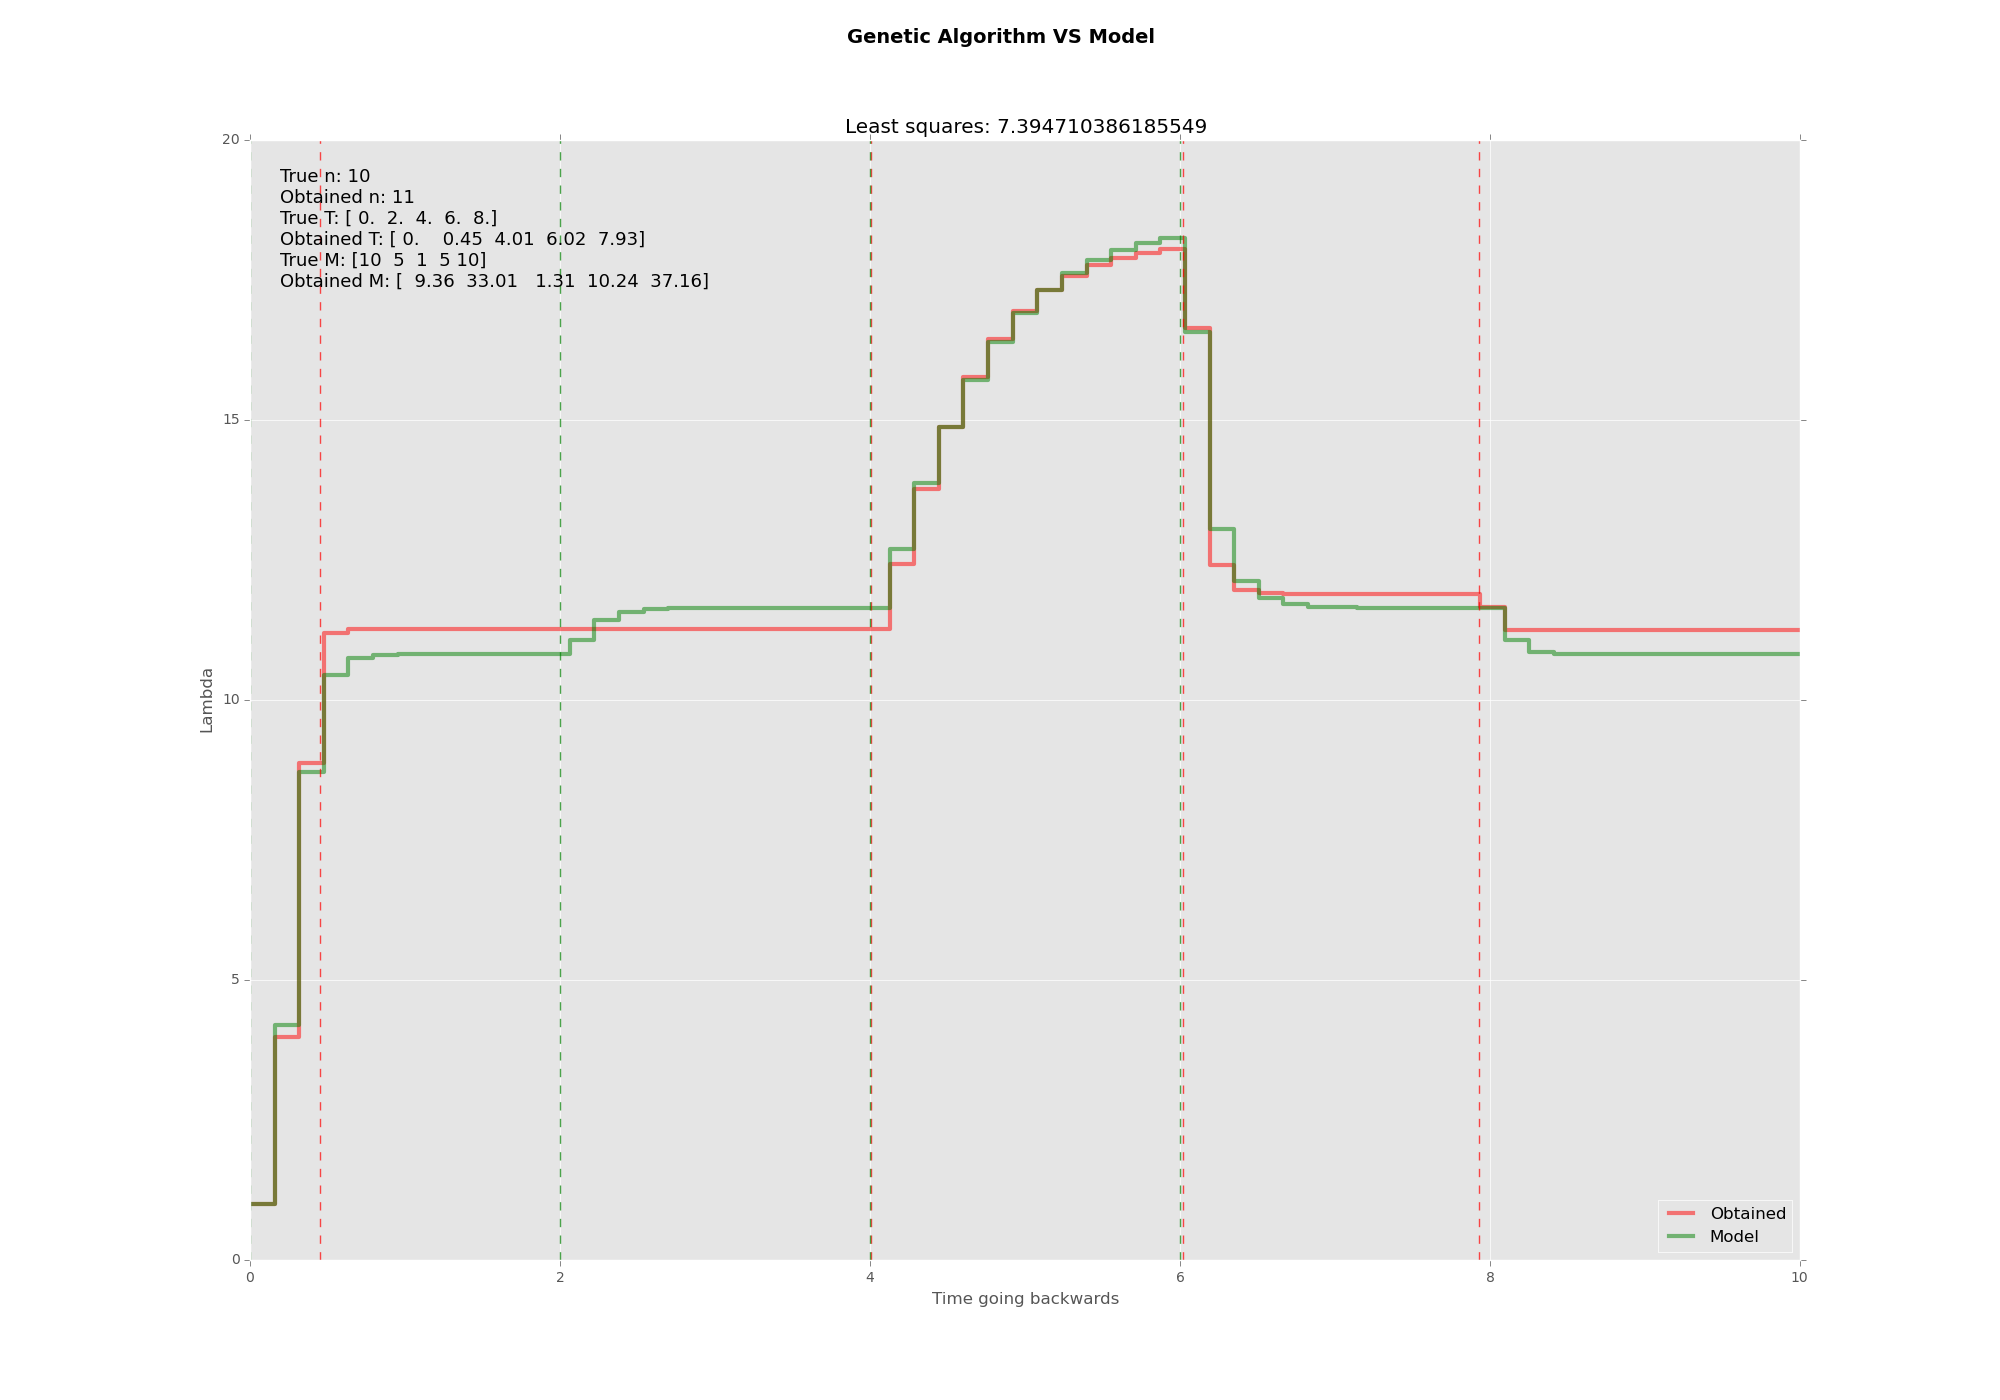 Genetic Algorithm VS Model
Least squares: 7.394710386185549
True n: 10
Obtained n: 11
True T: [ 0.  2.  4.  6.  8.]
Obtained T: [ 0.    0.45  4.01  6.02  7.93]
True M: [10  5  1  5 10]
Obtained M: [  9.36  33.01   1.31  10.24  37.16]
20
15
10
5
0
Lambda
0 2 4 6 8 10
Time going backwards
Obtained
Model